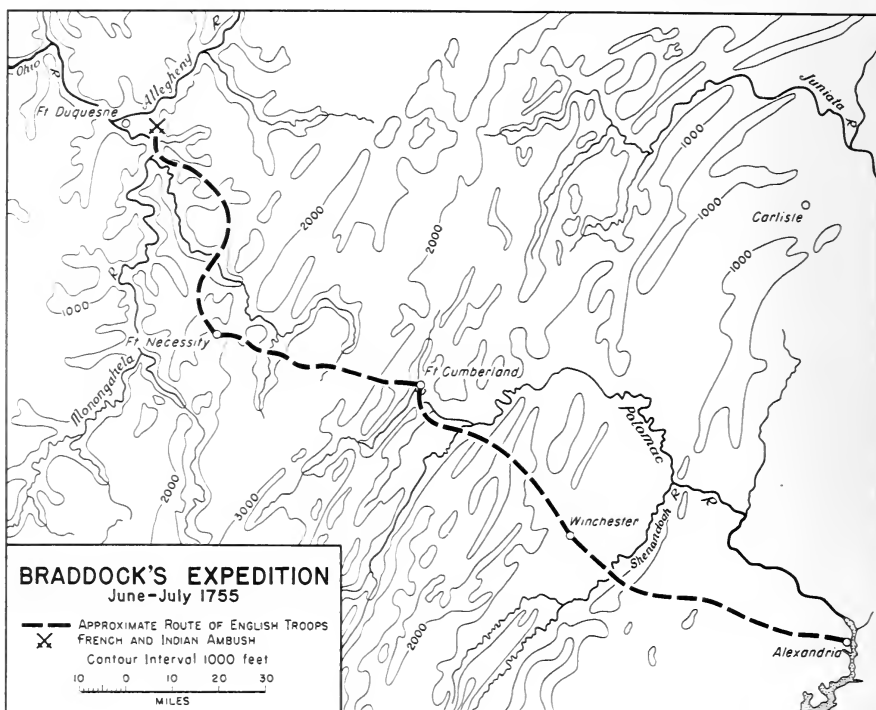 Ohio R
Allegheny R
Ft Duquesne
Juniata R
1000
Carlisle
2000
2000
1000
1000
R
1000
Ft Necessity
Monongahela
Ft Cumberland
Potomac
R
2000
3000
Winchester
Shenandoah R
2000
Alexandria
BRADDOCK'S EXPEDITION
June-July 1755
APPROXIMATE ROUTE OF ENGLISH TROOPS
FRENCH AND INDIAN AMBUSH
Contour Interval 1000 feet
10 0 10 20 30
MILES